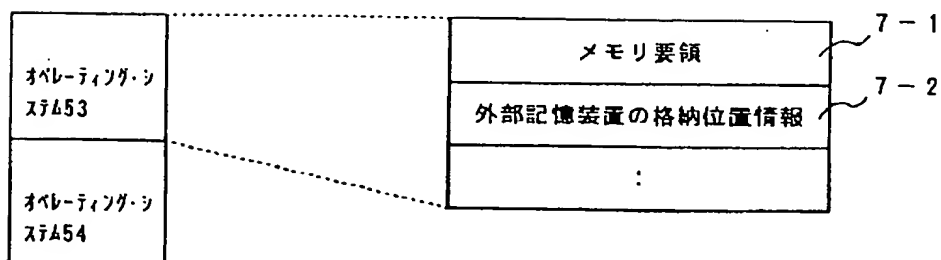 オペレーティング・シ
ステム53
オペレーティング・シ
ステム54
メモリ要領
外部記憶装置の格納位置情報
:
7-1
7-2